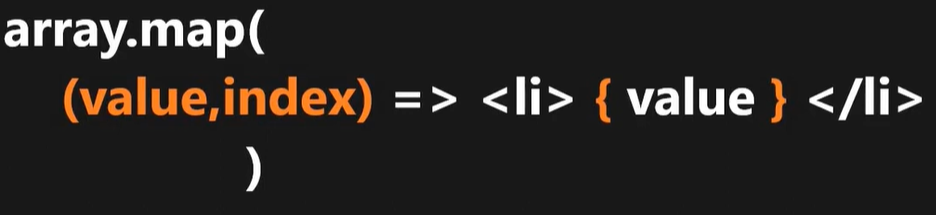 array.map(
(value,index) => <li> { value } </li>
)